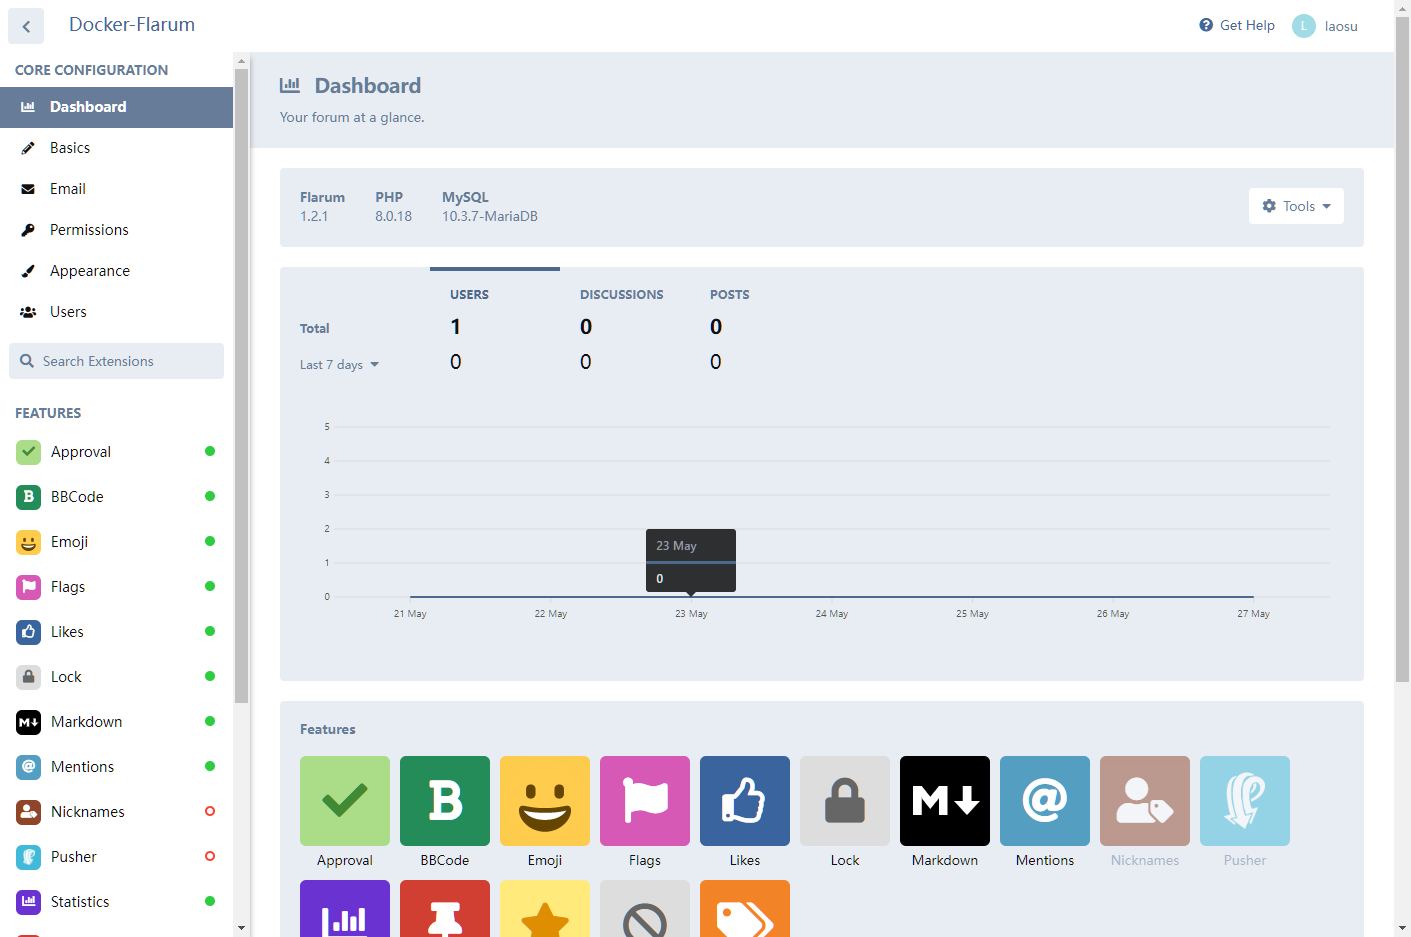 Docker-Flarum
Get Help
L
laosu
CORE CONFIGURATION
Dashboard
Basics
Email
Permissions
Appearance
Users
Search Extensions
FEATURES
Approval
B BBCode
Emoji
Flags
Likes
Lock
M Markdown
@ Mentions
Nicknames
Pusher
Statistics
Dashboard
Your forum at a glance.
Flarum PHP MySQL
1.2.1 8.0.18 10.3.7-MariaDB
Tools
USERS DISCUSSIONS POSTS
Total 1 0 0
Last 7 days 0 0 0
5
4
3
2
1
0
23 May
0
21 May 22 May 23 May 24 May 25 May 26 May 27 May
Features
B M @
Approval BBCode Emoji Flags Likes Lock Markdown Mentions Nicknames Pusher